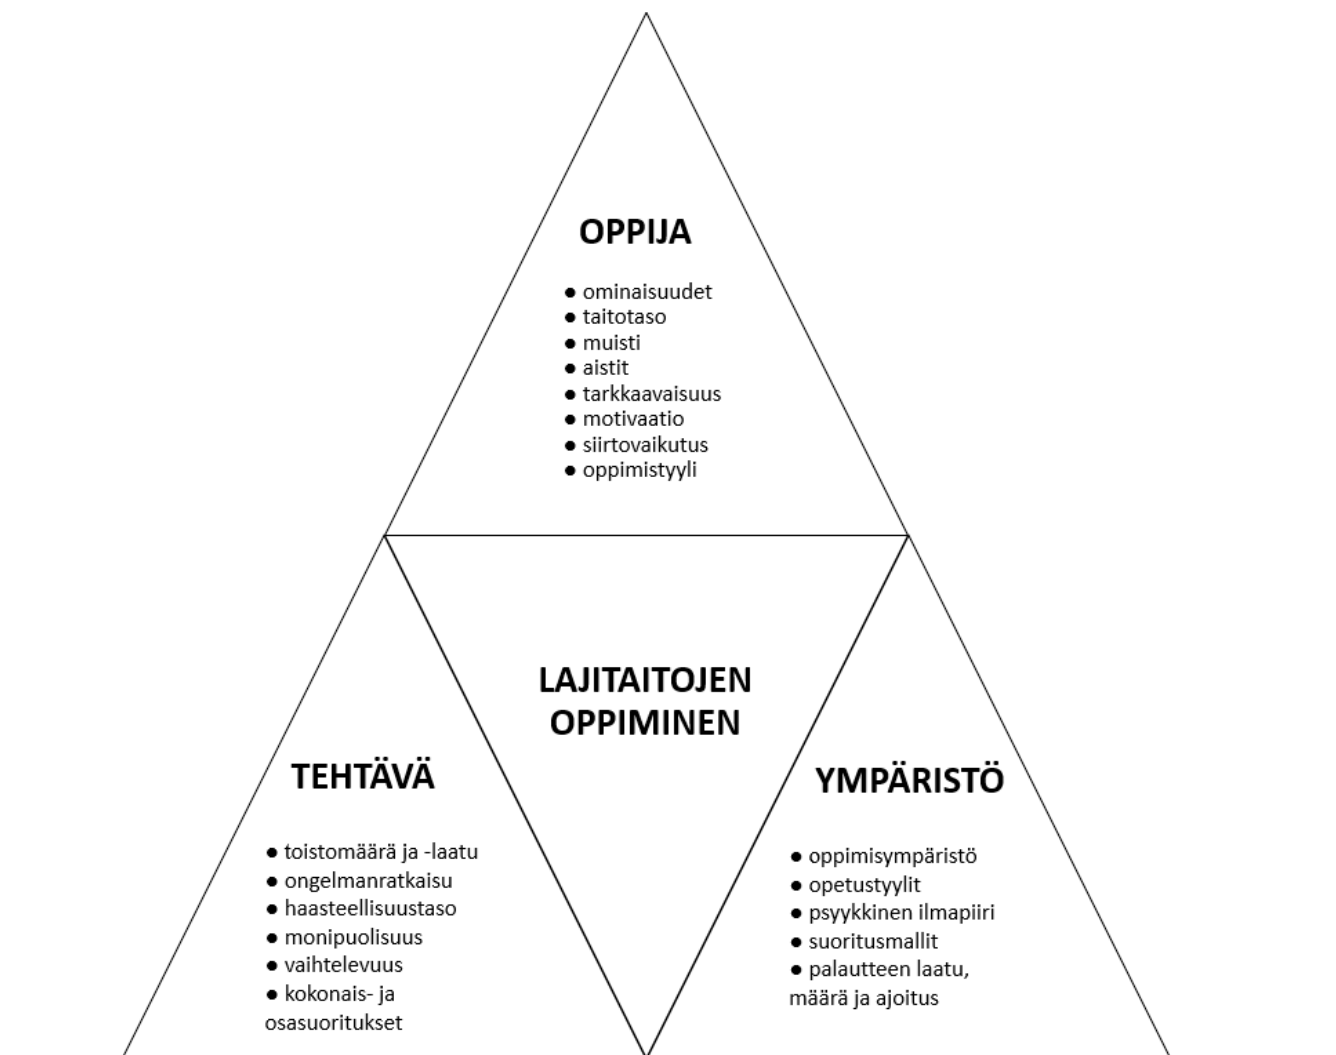 OPPIJA
● ominaisuudet
● taitotaso
● muisti
● aistit
● tarkkaavaisuus
● motivaatio
● siirtovaikutus
● oppimistyyli
LAJITAITOJEN
OPPIMINEN
TEHTÄVÄ
● toistomäärä ja -laatu
● ongelmanratkaisu
● haasteellisuustaso
● monipuolisuus
● vaihtelevuus
● kokonais- ja
osasuoritukset
YMPÄRISTÖ
● oppimisympäristö
● opetustyylit
● psyykkinen ilmapiiri
● suoritusmallit
● palautteen laatu,
määrä ja ajoitus